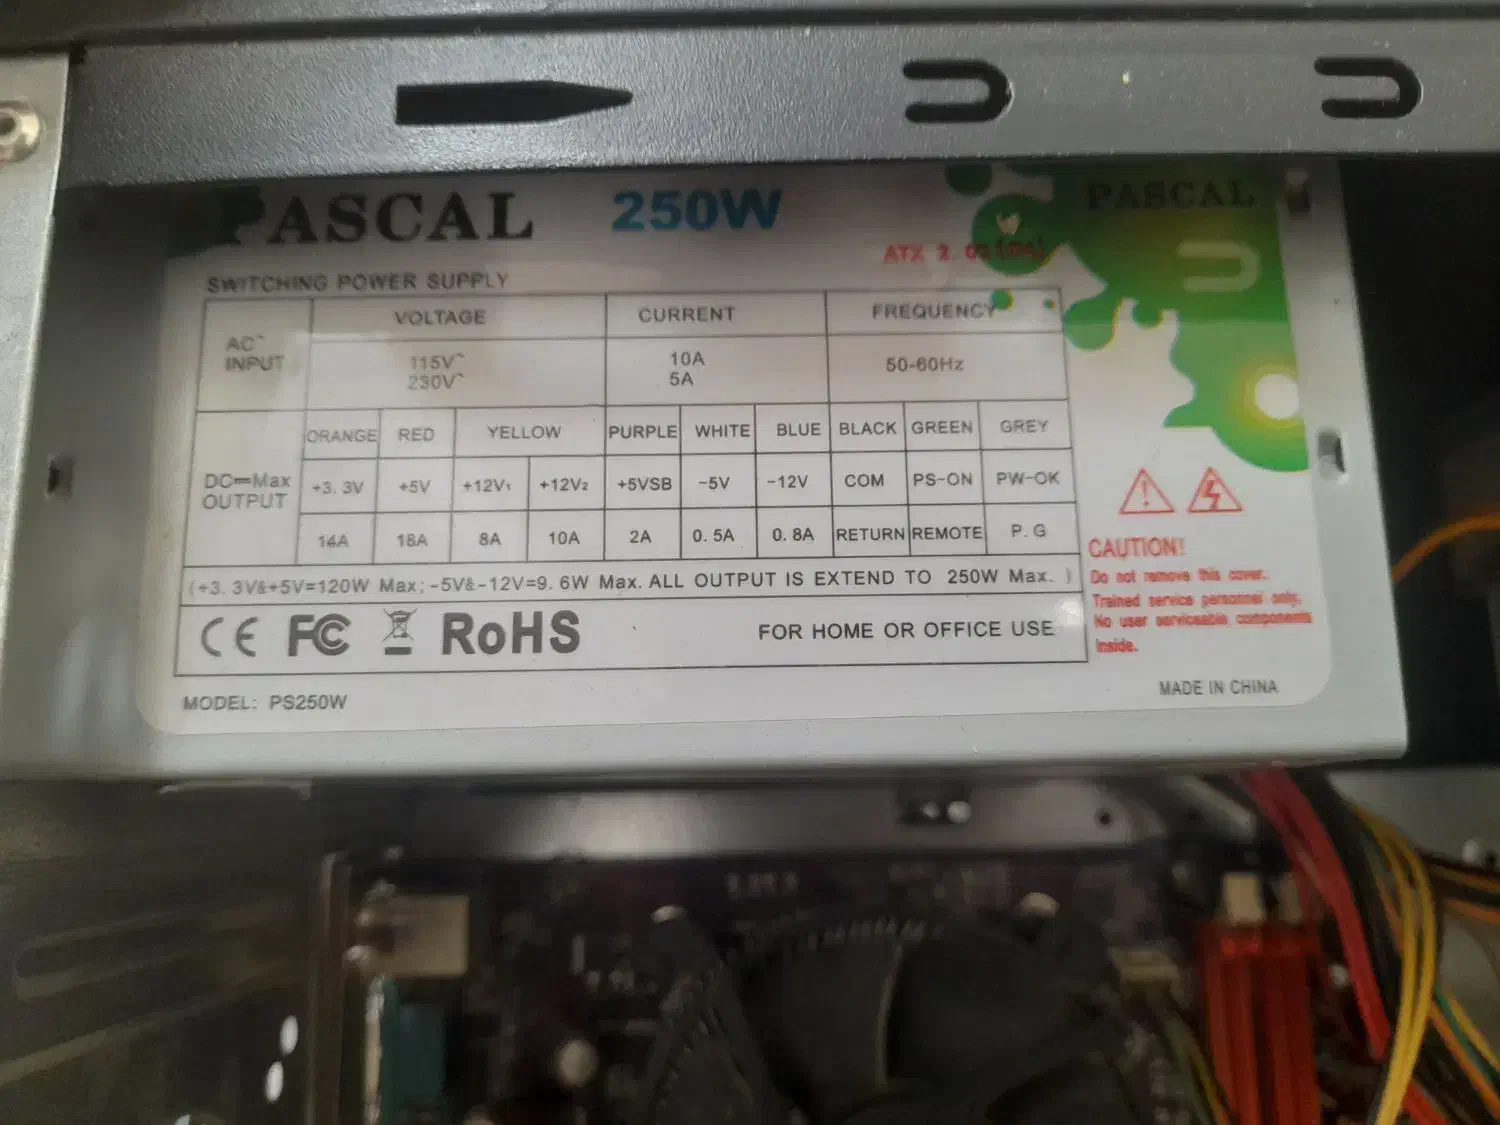 PASCAL 250W
PASCAL
ATX 2.
SWITCHING POWER SUPPLY
AC~ INPUT VOLTAGE CURRENT FREQUENCY
115V~ 10A 50-60Hz
230V~ 5A
DC═Max OUTPUT ORANGE RED YELLOW PURPLE WHITE BLUE BLACK GREEN GREY
+3.3V +5V +12V₁ +12V₂ +5VSB -5V -12V COM PS-ON PW-OK
14A 18A 8A 10A 2A 0.5A 0.8A RETURN REMOTE P.G
(+3.3V&+5V=120W Max;-5V&-12V=9.6W Max. ALL OUTPUT IS EXTEND TO 250W Max.)
CE FC RoHS FOR HOME OR OFFICE USE
MODEL: PS250W
CAUTION!
Do not remove this cover.
Trained service personnel only.
No user serviceable components
inside.
MADE IN CHINA